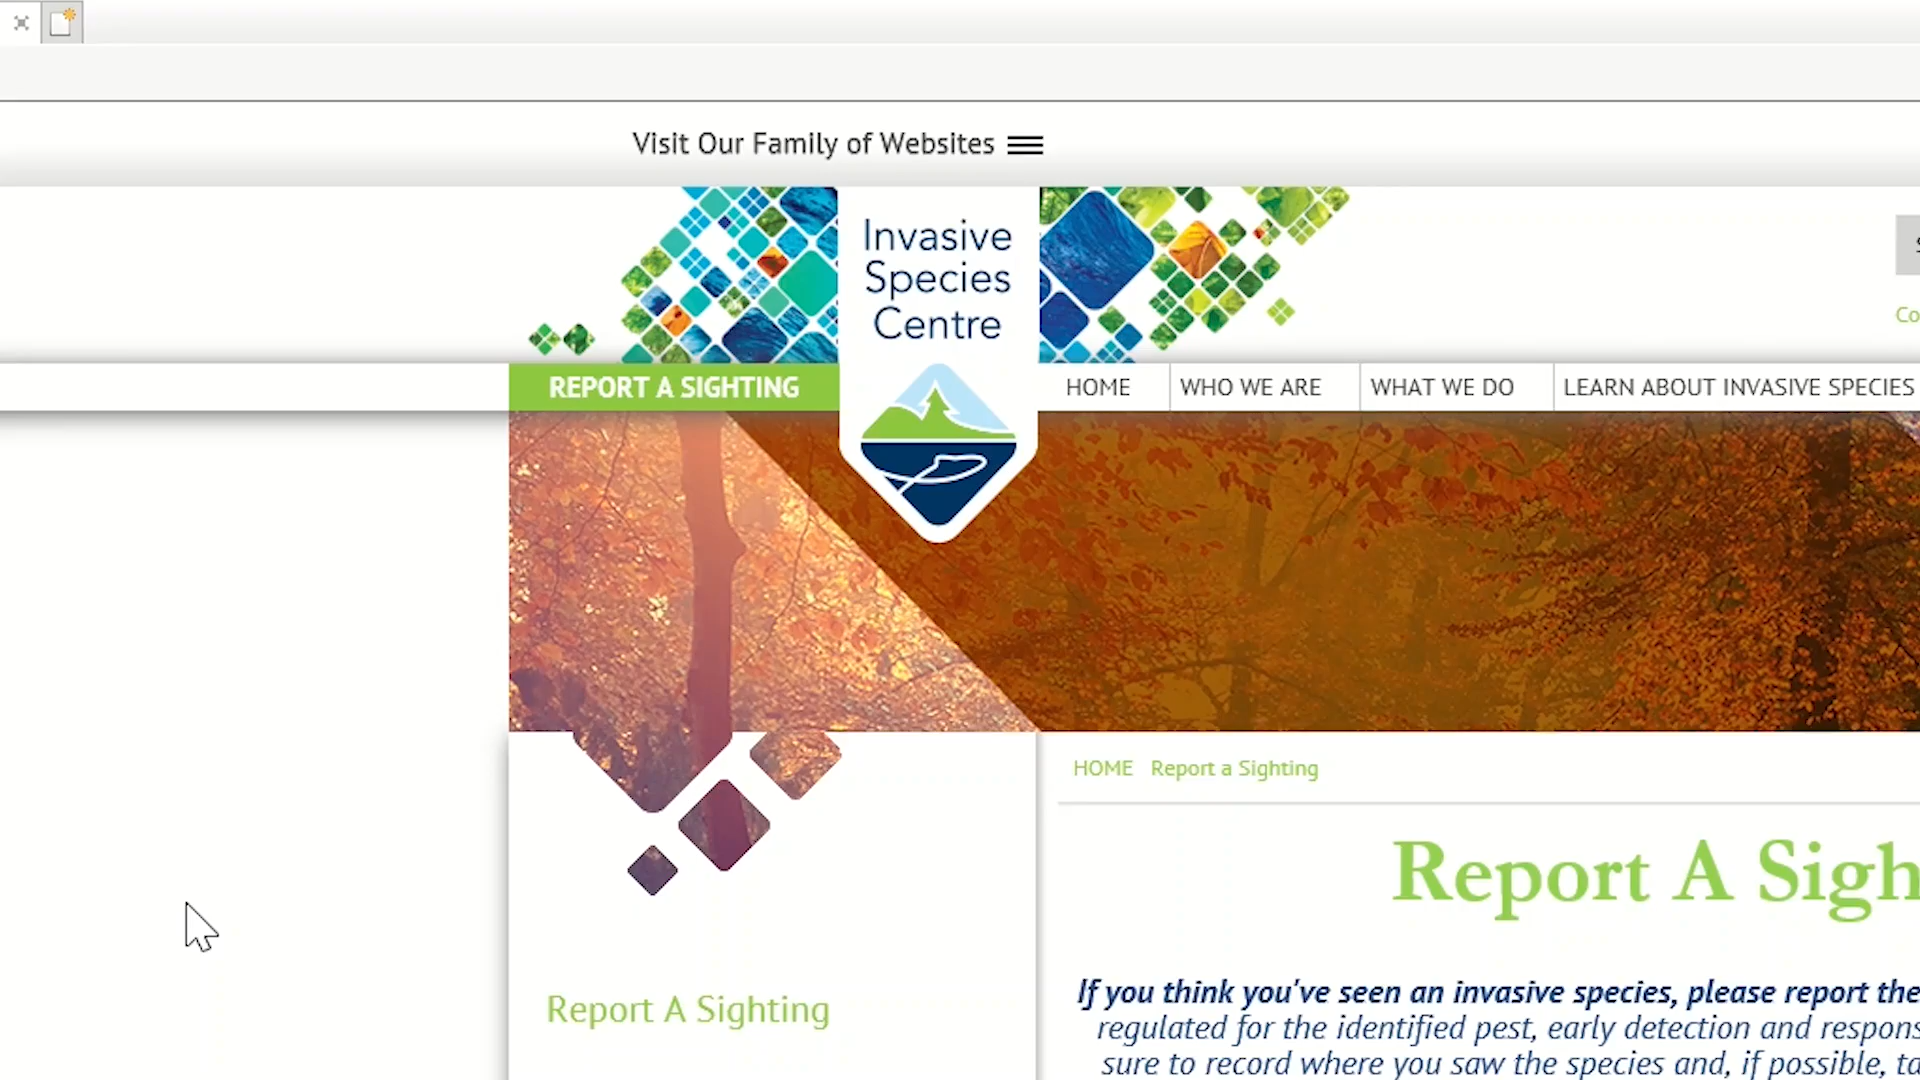 Visit Our Family of Websites
Invasive
Species
Centre
REPORT A SIGHTING
HOME
WHO WE ARE
WHAT WE DO
LEARN ABOUT INVASIVE SPECIES
HOME Report a Sighting
Report A Sigh
Report A Sighting
If you think you've seen an invasive species, please report the
regulated for the identified pest, early detection and respons
sure to record where you saw the species and, if possible, ta